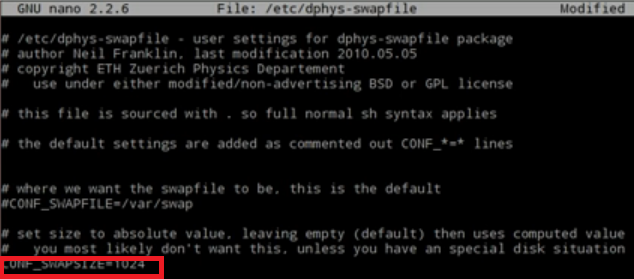 GNU nano 2.2.6 File: /etc/dphys-swapfile Modified
# /etc/dphys-swapfile - user settings for dphys-swapfile package
# author Neil Franklin, last modification 2010.05.05
# copyright ETH Zuerich Physics Departement
#   use under either modified/non-advertising BSD or GPL license
# this file is sourced with . so full normal sh syntax applies
# the default settings are added as commented out CONF_*=* lines
# where we want the swapfile to be, this is the default
#CONF_SWAPFILE=/var/swap
# set size to absolute value, leaving empty (default) then uses computed value
#   you most likely don't want this, unless you have an special disk situation
CONF_SWAPSIZE=1024